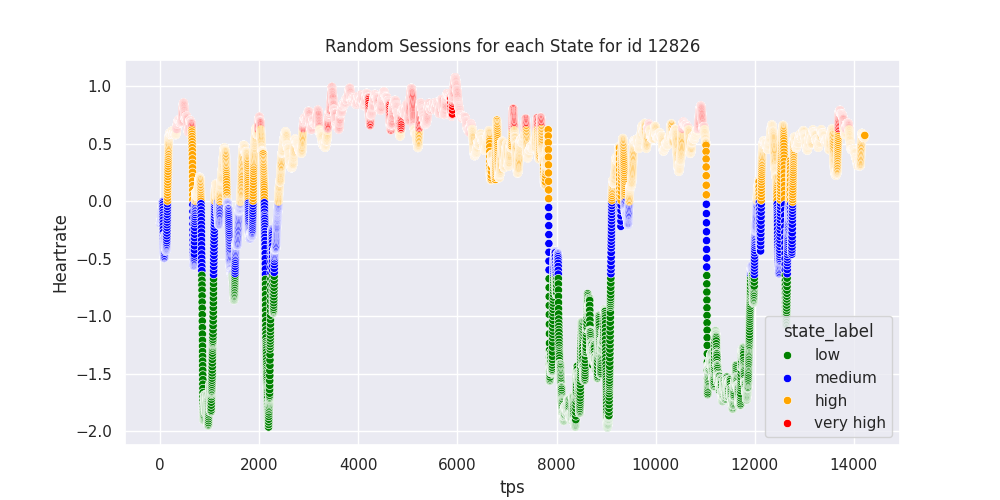 Random Sessions for each State for id 12826
Heartrate
1.0
0.5
0.0
−0.5
−1.0
−1.5
−2.0
state_label
low
medium
high
very high
0 2000 4000 6000 8000 10000 12000 14000
tps